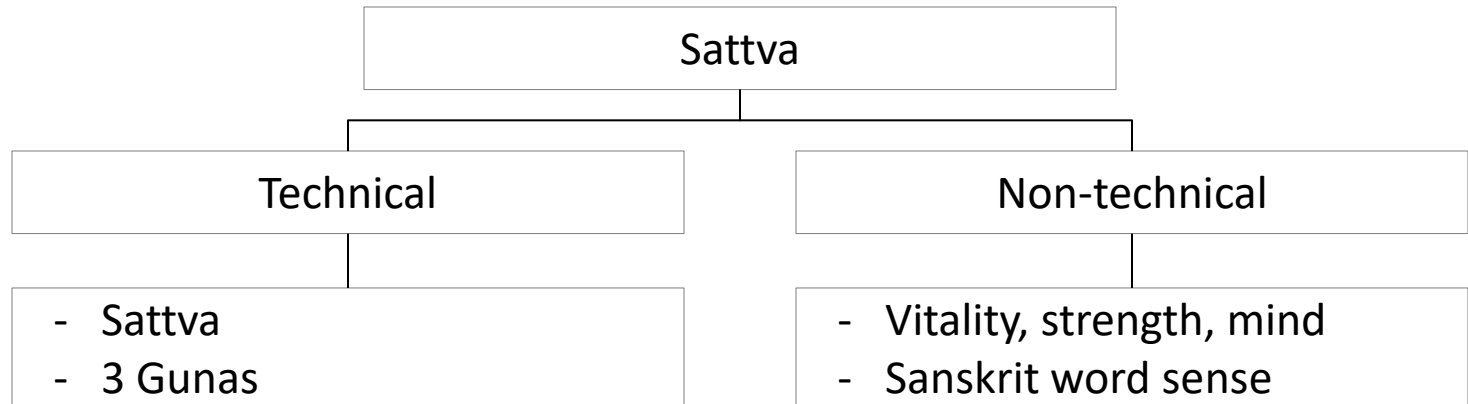 Sattva
Technical
Non-technical
- Sattva
- 3 Gunas
- Vitality, strength, mind
- Sanskrit word sense